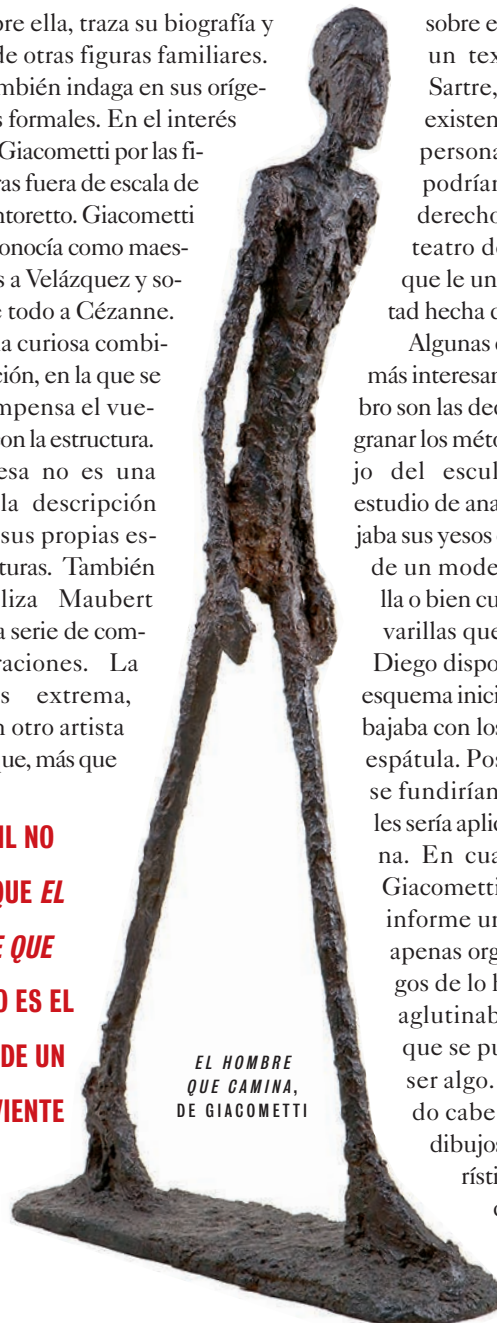 ella, traza su biografía y
de otras figuras familiares.
mbién indaga en sus oríge-
s formales. En el interés
Giacometti por las fi-
ras fuera de escala de
ntoretto. Giacometti
onocía como maes-
s a Velázquez y so-
e todo a Cézanne.
a curiosa combi-
ción, en la que se
mpensa el vue-
on la estructura.
esa no es una
la descripción
sus propias es-
turas. También
liza Maubert
a serie de com-
raciones. La
s extrema,
n otro artista
que, más que
IL NO
QUE EL
E QUE
O ES EL
DE UN
VIENTE
EL HOMBRE
QUE CAMINA,
DE GIACOMETTI
sobre e
un tex
Sartre,
existen
persona
podrían
derecho
teatro de
que le un
tad hecha d
Algunas
más interesan
bro son las dec
granar los méto
jo del escul
estudio de ana
jaba sus yesos
de un mode
lla o bien cu
varillas que
Diego dispo
esquema inici
bajaba con los
espátula. Pos
se fundirían
les sería aplic
na. En cua
Giacometti
informe un
apenas org
gos de lo h
aglutinab
que se pu
ser algo.
do cabe
dibujos
rísti